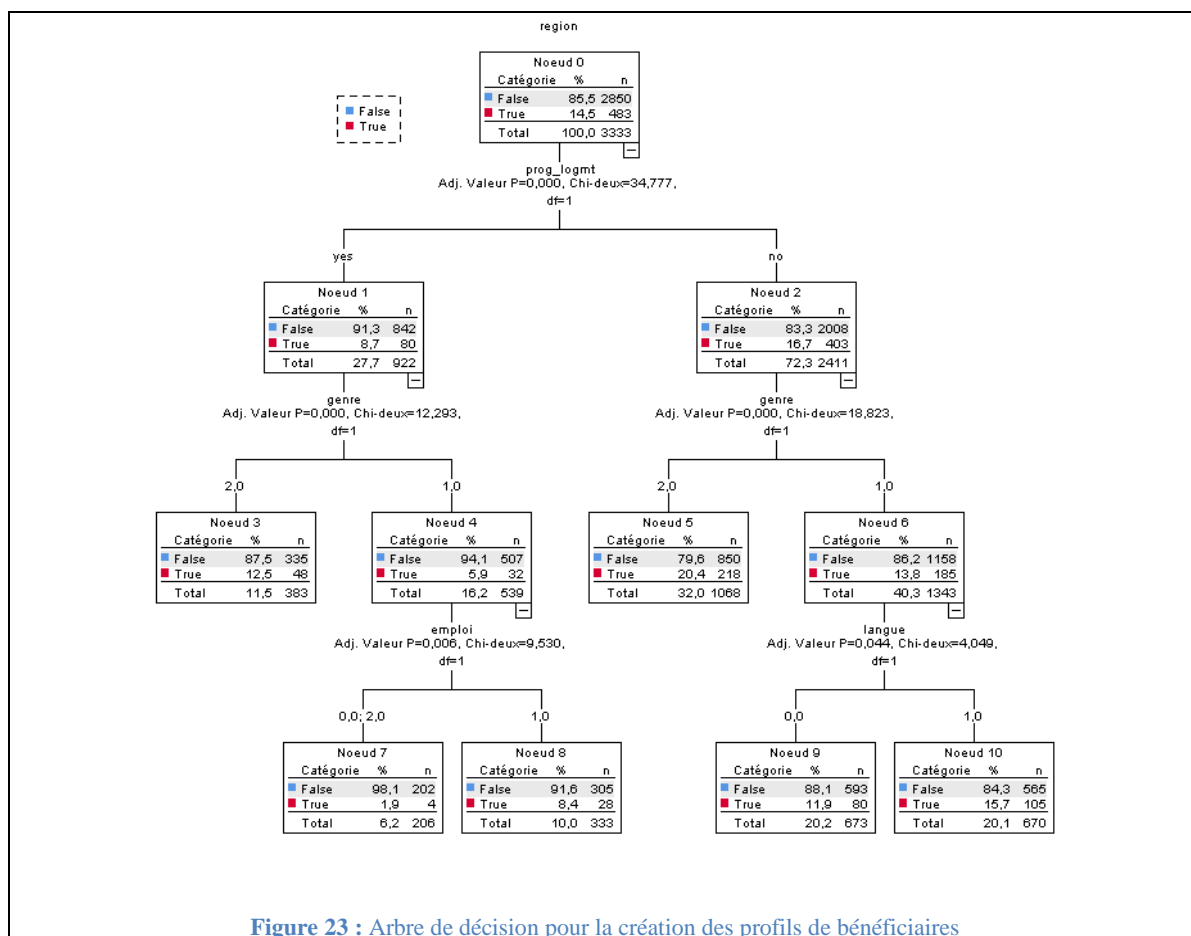 region
Noeud 0
Catégorie % n
False 85,5 2850
True 14,5 483
Total 100,0 3333
False
True
prog_logmt
Adj. Valeur P=0,000, Chi-deux=34,777,
df=1
yes
no
Noeud 1
Catégorie % n
False 91,3 842
True 8,7 80
Total 27,7 922
Noeud 2
Catégorie % n
False 83,3 2008
True 16,7 403
Total 72,3 2411
genre
Adj. Valeur P=0,000, Chi-deux=12,293,
df=1
genre
Adj. Valeur P=0,000, Chi-deux=18,823,
df=1
2,0
1,0
2,0
1,0
Noeud 3
Catégorie % n
False 87,5 335
True 12,5 48
Total 11,5 383
Noeud 4
Catégorie % n
False 94,1 507
True 5,9 32
Total 16,2 539
Noeud 5
Catégorie % n
False 79,6 850
True 20,4 218
Total 32,0 1068
Noeud 6
Catégorie % n
False 86,2 1158
True 13,8 185
Total 40,3 1343
emploi
Adj. Valeur P=0,006, Chi-deux=9,530,
df=1
langue
Adj. Valeur P=0,044, Chi-deux=4,049,
df=1
0,0; 2,0
1,0
0,0
1,0
Noeud 7
Catégorie % n
False 98,1 202
True 1,9 4
Total 6,2 206
Noeud 8
Catégorie % n
False 91,6 305
True 8,4 28
Total 10,0 333
Noeud 9
Catégorie % n
False 88,1 593
True 11,9 80
Total 20,2 673
Noeud 10
Catégorie % n
False 84,3 565
True 15,7 105
Total 20,1 670
Figure 23 : Arbre de décision pour la création des profils de bénéficiaires